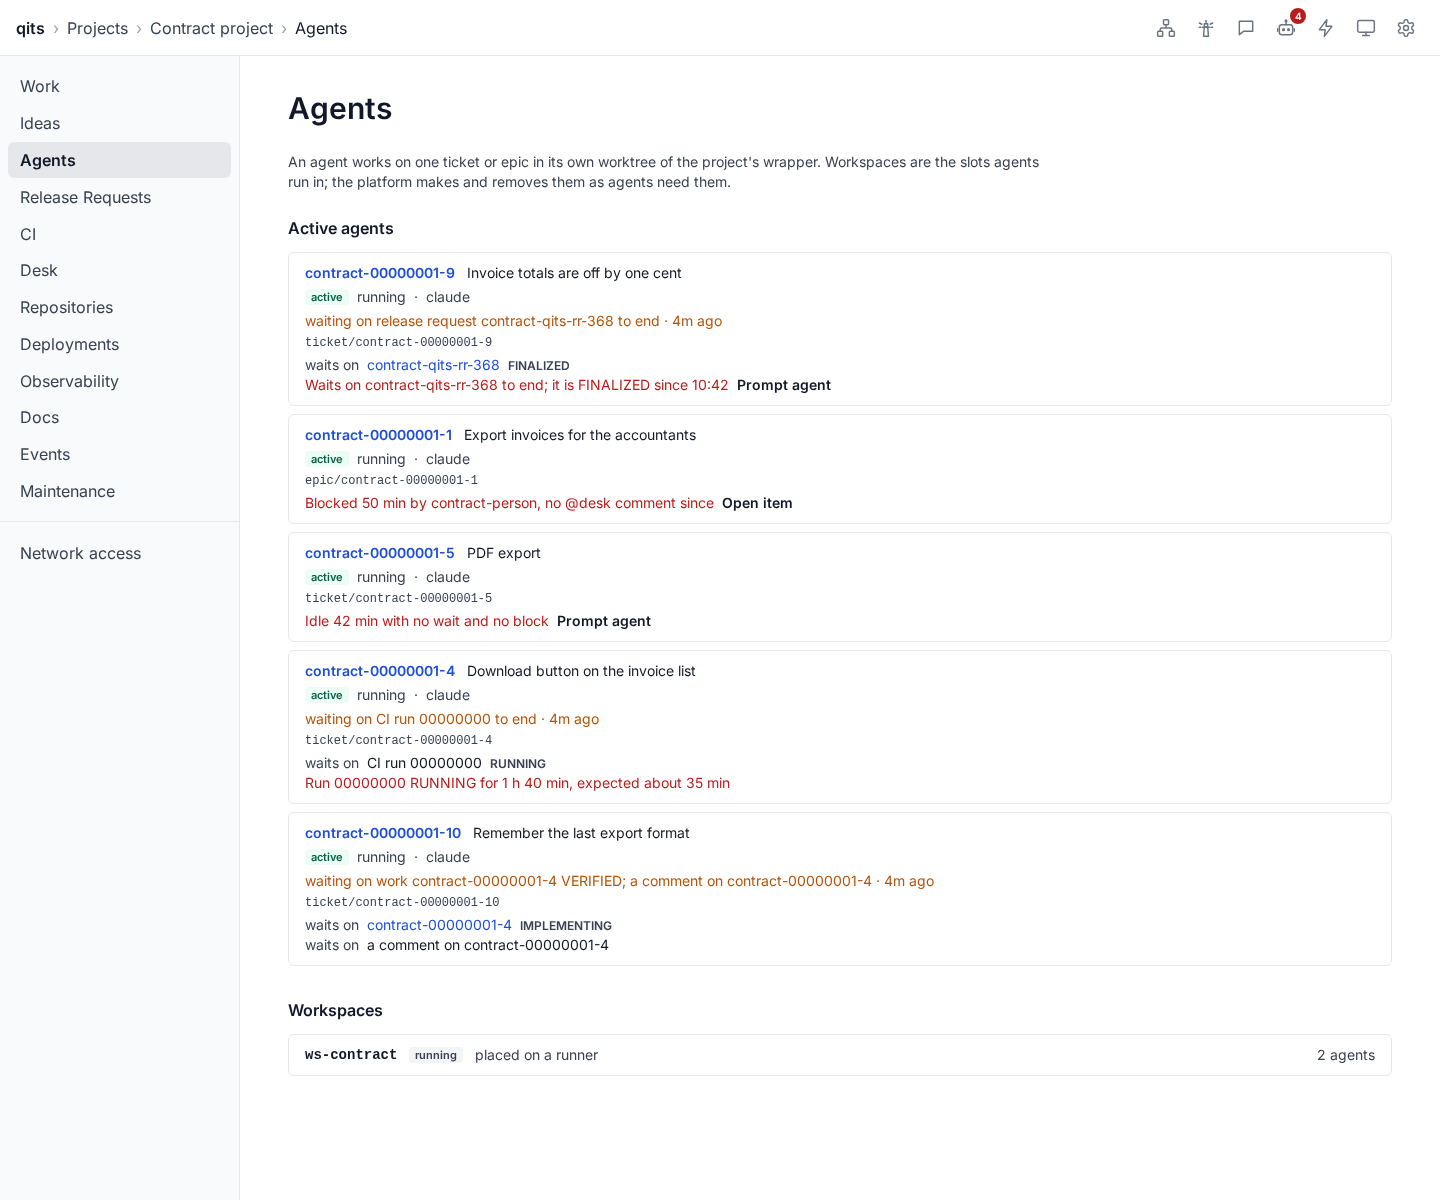 qits › Projects › Contract project › Agents
4
Work
Ideas
Agents
Release Requests
CI
Desk
Repositories
Deployments
Observability
Docs
Events
Maintenance
Network access
Agents
An agent works on one ticket or epic in its own worktree of the project's wrapper. Workspaces are the slots agents
run in; the platform makes and removes them as agents need them.
Active agents
contract-00000001-9 Invoice totals are off by one cent
active running · claude
waiting on release request contract-qits-rr-368 to end · 4m ago
ticket/contract-00000001-9
waits on contract-qits-rr-368 FINALIZED
Waits on contract-qits-rr-368 to end; it is FINALIZED since 10:42 Prompt agent
contract-00000001-1 Export invoices for the accountants
active running · claude
epic/contract-00000001-1
Blocked 50 min by contract-person, no @desk comment since Open item
contract-00000001-5 PDF export
active running · claude
ticket/contract-00000001-5
Idle 42 min with no wait and no block Prompt agent
contract-00000001-4 Download button on the invoice list
active running · claude
waiting on CI run 00000000 to end · 4m ago
ticket/contract-00000001-4
waits on CI run 00000000 RUNNING
Run 00000000 RUNNING for 1 h 40 min, expected about 35 min
contract-00000001-10 Remember the last export format
active running · claude
waiting on work contract-00000001-4 VERIFIED; a comment on contract-00000001-4 · 4m ago
ticket/contract-00000001-10
waits on contract-00000001-4 IMPLEMENTING
waits on a comment on contract-00000001-4
Workspaces
ws-contract running placed on a runner 2 agents